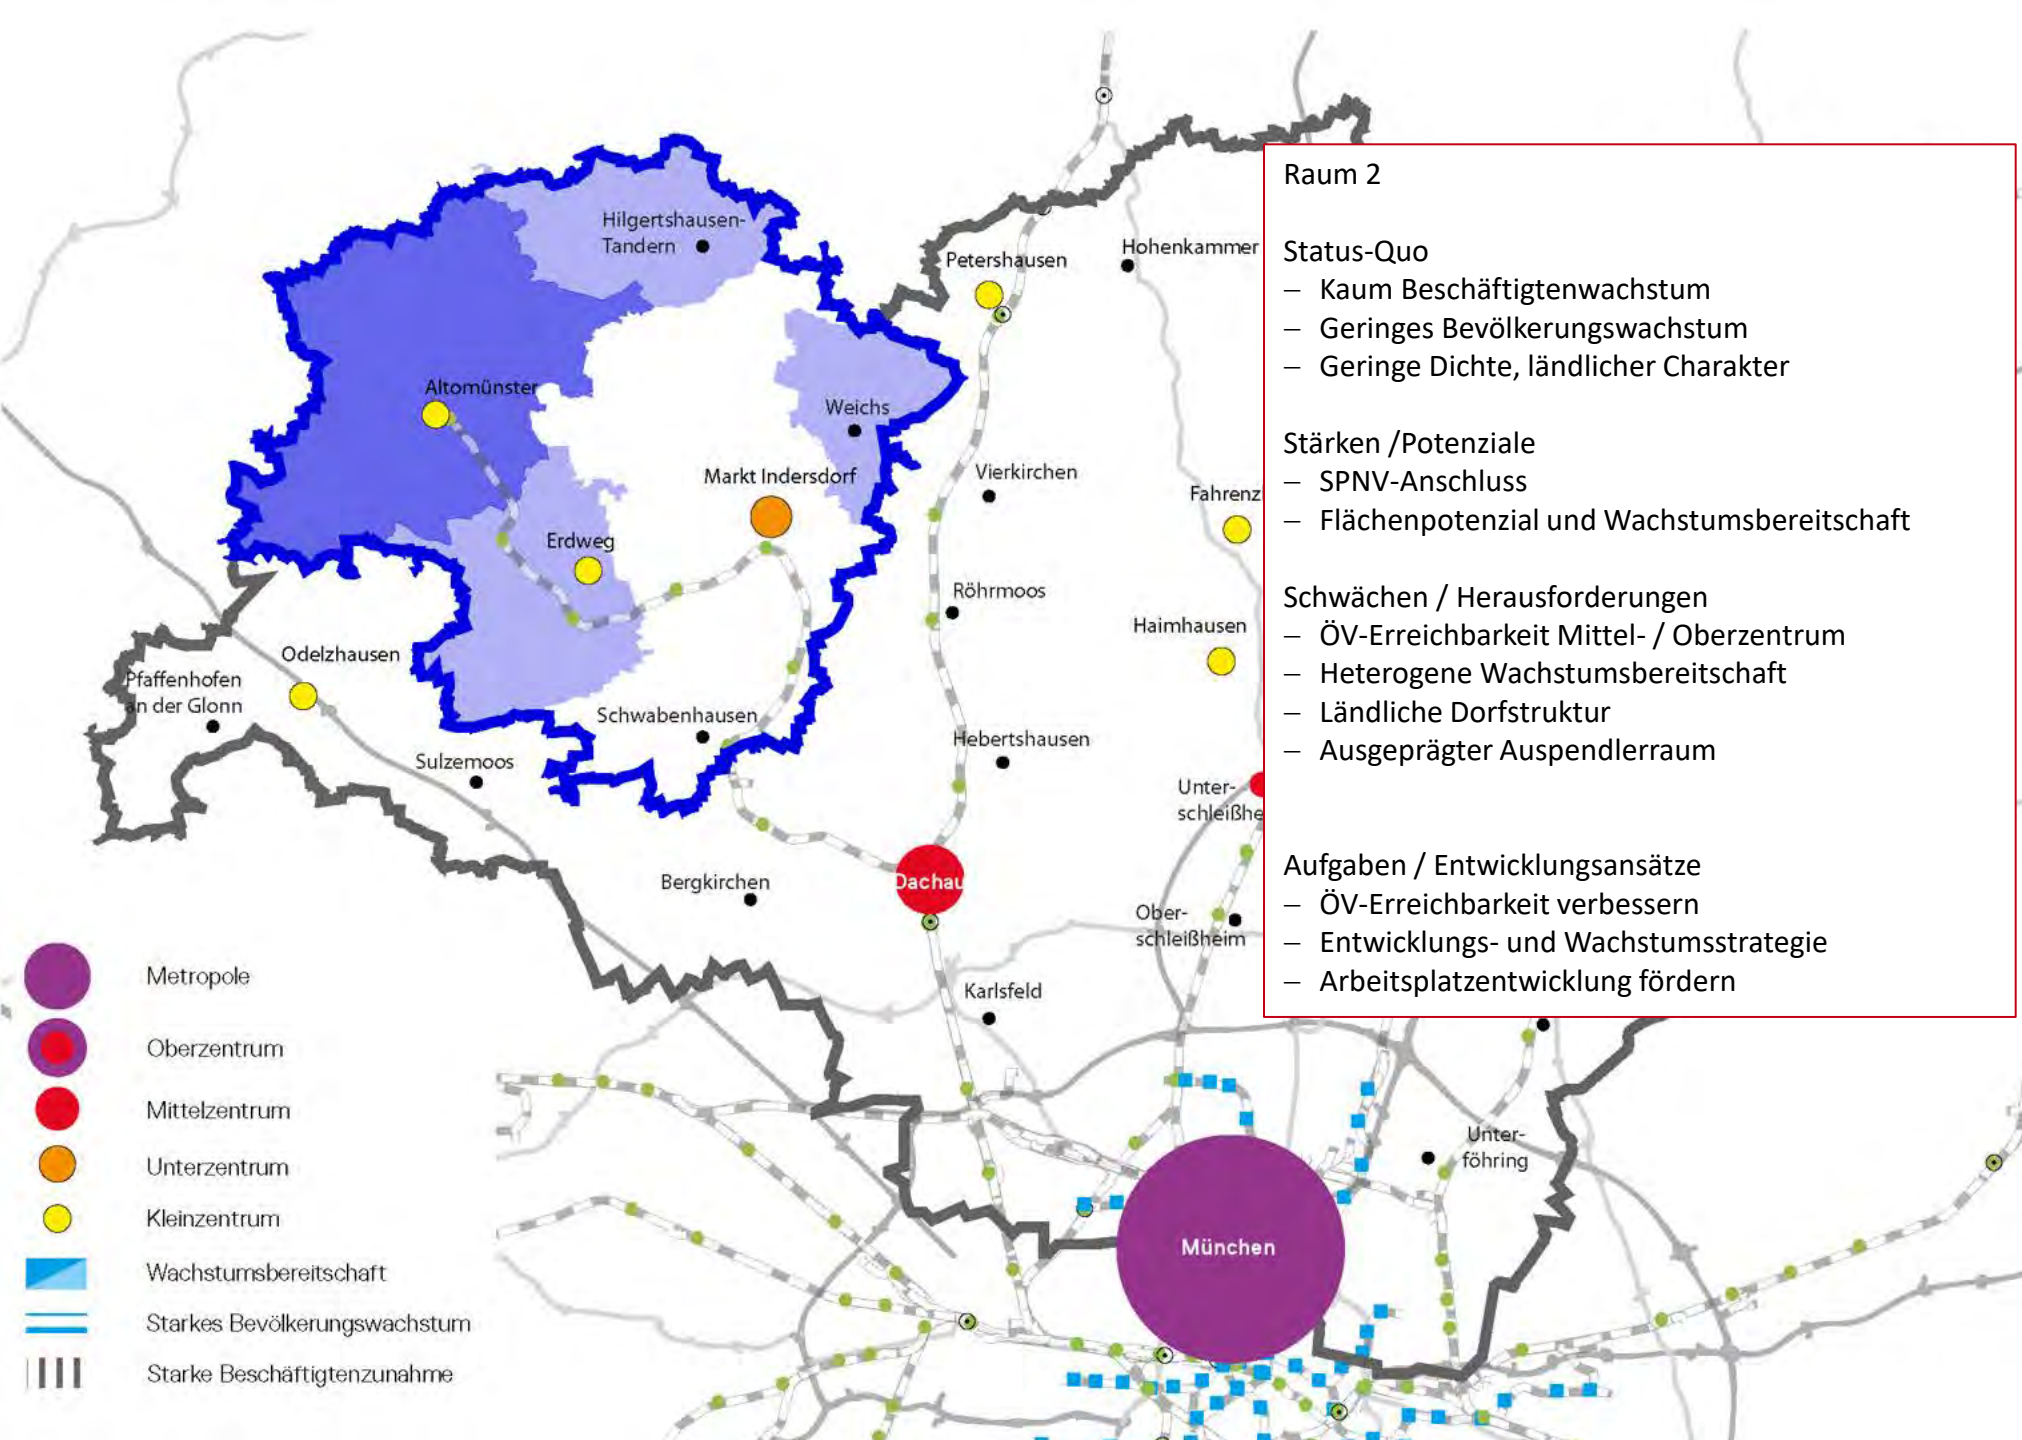 Hilgertshausen-
Tandern
Petershausen
Hohenkammer
Altomünster
Weichs
Markt Indersdorf
Vierkirchen
Erdweg
Röhrmoos
Haimhausen
Odelzhausen
Pfaffenhofen
an der Glonn
Schwabenhausen
Hebertshausen
Sulzemoos
Unter-
Bergkirchen
Dachau
Ober-
schleißheim
Karlsfeld
Unter-
föhring
München
Raum 2
Status-Quo
– Kaum Beschäftigtenwachstum
– Geringes Bevölkerungswachstum
– Geringe Dichte, ländlicher Charakter
Stärken /Potenziale
– SPNV-Anschluss
– Flächenpotenzial und Wachstumsbereitschaft
Schwächen / Herausforderungen
– ÖV-Erreichbarkeit Mittel- / Oberzentrum
– Heterogene Wachstumsbereitschaft
– Ländliche Dorfstruktur
– Ausgeprägter Auspendlerraum
Aufgaben / Entwicklungsansätze
– ÖV-Erreichbarkeit verbessern
– Entwicklungs- und Wachstumsstrategie
– Arbeitsplatzentwicklung fördern
Metropole
Oberzentrum
Mittelzentrum
Unterzentrum
Kleinzentrum
Wachstumsbereitschaft
Starkes Bevölkerungswachstum
Starke Beschäftigtenzunahme